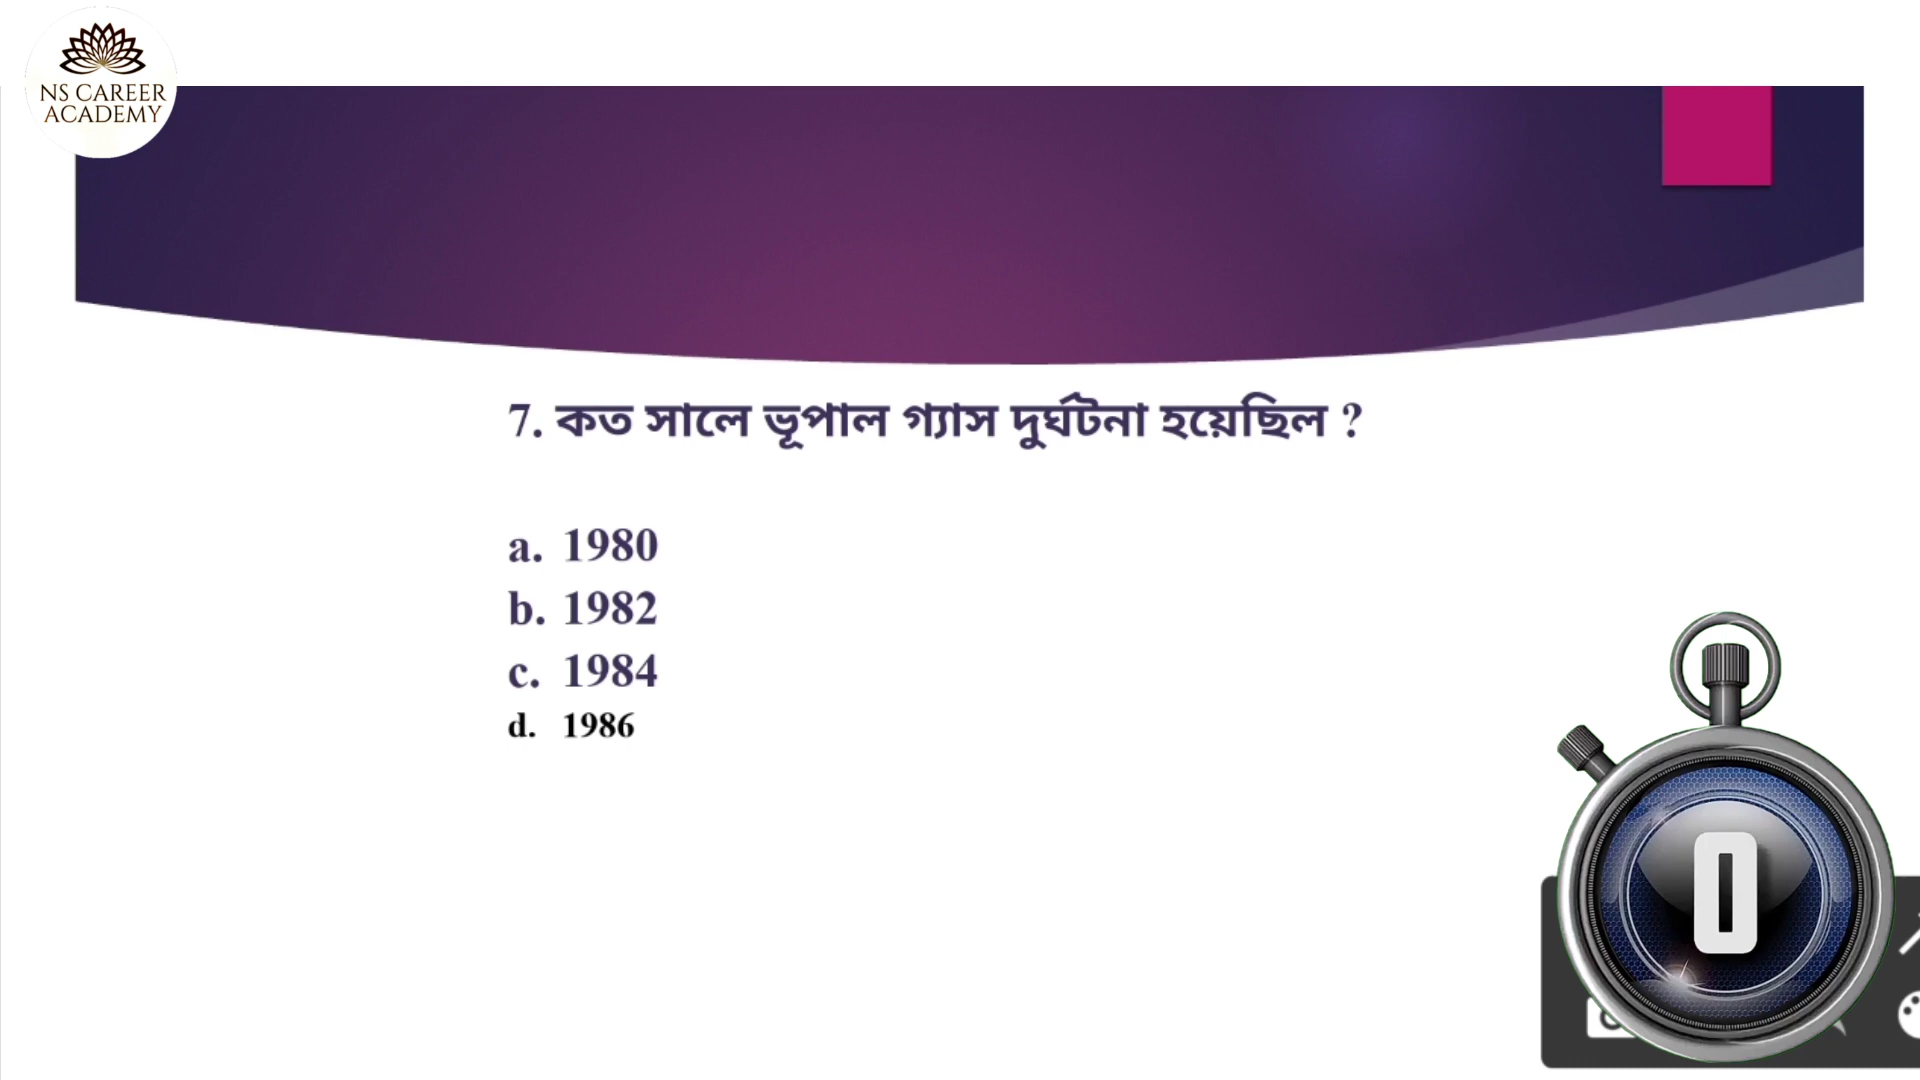 NS CAREER
ACADEMY
7. কত সালে ভূপাল গ্যাস দুর্ঘটনা হয়েছিল ?
a. 1980
b. 1982
c. 1984
d. 1986
0